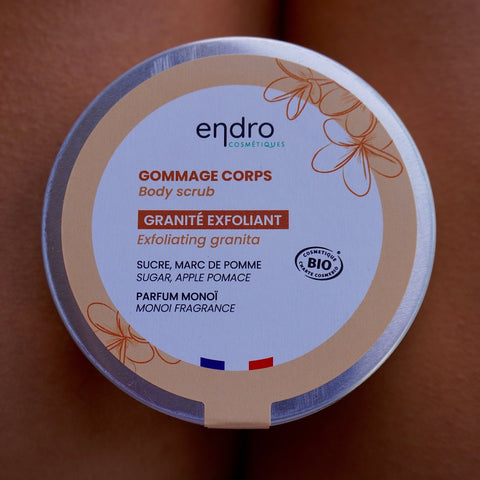 endro
COSMÉTIQUES
GOMMAGE CORPS
Body scrub
GRANITÉ EXFOLIANT
Exfoliating granita
SUCRE, MARC DE POMME
SUGAR, APPLE POMACE
PARFUM MONOÏ
MONOI FRAGRANCE
COSMETIQUE
BIO
CHARTE COSMEBIO